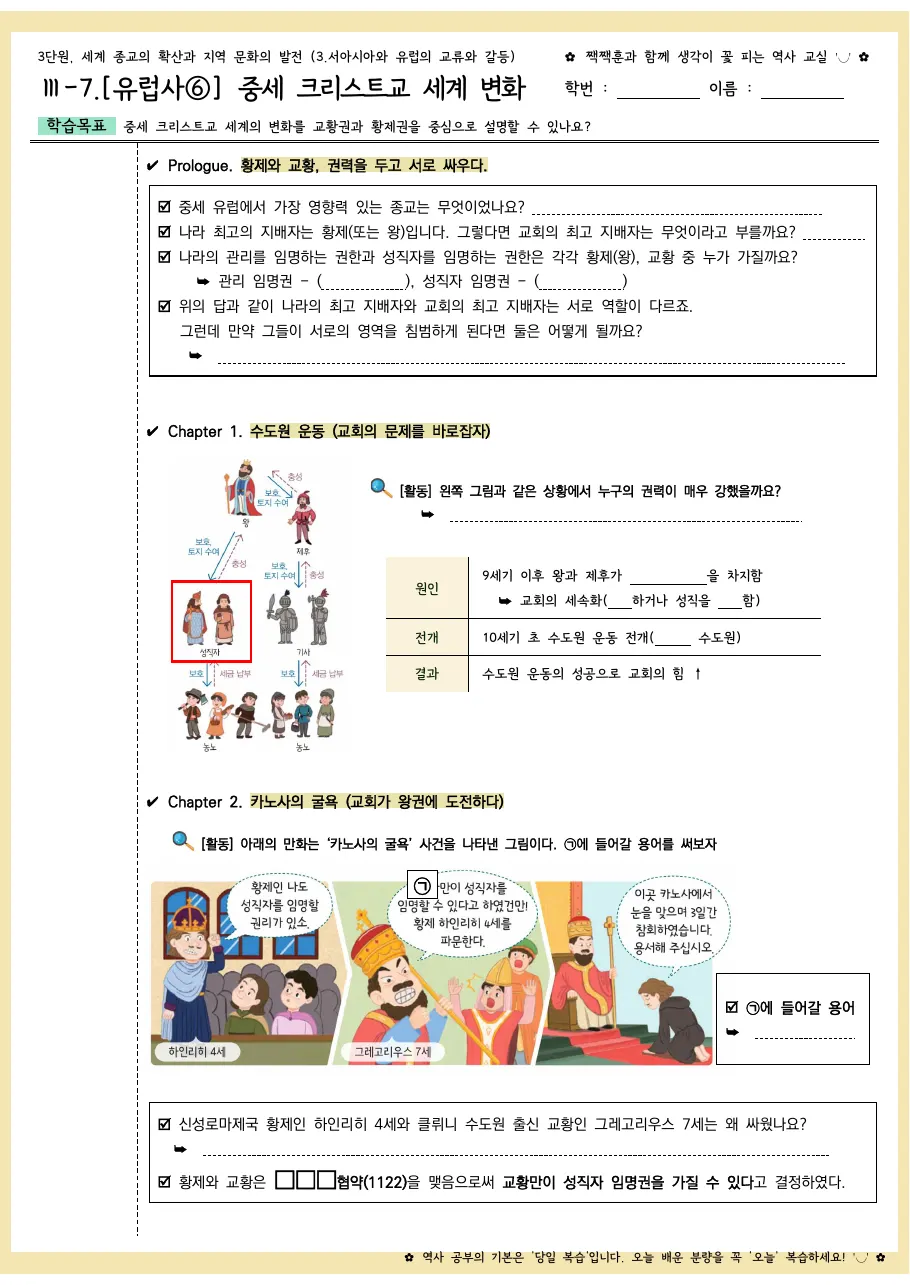 3단원, 세계 종교의 확산과 지역 문화의 발전 (3.서아시아와 유럽의 교류와 갈등)
✿ 짹짹훈과 함께 생각이 꽃 피는 역사 교실 '◡' ✿
Ⅲ-7.[유럽사⑥] 중세 크리스트교 세계 변화
학번 : 이름 :
학습목표 중세 크리스트교 세계의 변화를 교황권과 황제권을 중심으로 설명할 수 있나요?
✔ Prologue. 황제와 교황, 권력을 두고 서로 싸우다.
☑ 중세 유럽에서 가장 영향력 있는 종교는 무엇이었나요?
☑ 나라 최고의 지배자는 황제(또는 왕)입니다. 그렇다면 교회의 최고 지배자는 무엇이라고 부를까요?
☑ 나라의 관리를 임명하는 권한과 성직자를 임명하는 권한은 각각 황제(왕), 교황 중 누가 가질까요?
➥ 관리 임명권 - ( ), 성직자 임명권 - ( )
☑ 위의 답과 같이 나라의 최고 지배자와 교회의 최고 지배자는 서로 역할이 다르죠.
그런데 만약 그들이 서로의 영역을 침범하게 된다면 둘은 어떻게 될까요?
➥
✔ Chapter 1. 수도원 운동 (교회의 문제를 바로잡자)
충성
보호,
토지 수여
왕
제후
보호,
토지 수여
충성
보호,
토지 수여
충성
성직자
기사
보호
세금 납부
보호
세금 납부
농노
농노
[활동] 왼쪽 그림과 같은 상황에서 누구의 권력이 매우 강했을까요?
➥
원인
9세기 이후 왕과 제후가 ________을 차지함
➥ 교회의 세속화(___하거나 성직을 ___함)
전개
10세기 초 수도원 운동 전개(____ 수도원)
결과
수도원 운동의 성공으로 교회의 힘 ↑
✔ Chapter 2. 카노사의 굴욕 (교회가 왕권에 도전하다)
[활동] 아래의 만화는 '카노사의 굴욕' 사건을 나타낸 그림이다. ㉠에 들어갈 용어를 써보자
황제인 나도
성직자를 임명할
권리가 있소.
하인리히 4세
㉠만이 성직자를
임명할 수 있다고 하였건만!
황제 하인리히 4세를
파문한다.
그레고리우스 7세
이곳 카노사에서
눈을 맞으며 3일간
참회하였습니다.
용서해 주십시오.
☑ ㉠에 들어갈 용어
➥
☑ 신성로마제국 황제인 하인리히 4세와 클뤼니 수도원 출신 교황인 그레고리우스 7세는 왜 싸웠나요?
➥
☑ 황제와 교황은 □□□협약(1122)을 맺음으로써 교황만이 성직자 임명권을 가질 수 있다고 결정하였다.
✿ 역사 공부의 기본은 '당일 복습'입니다. 오늘 배운 분량을 꼭 '오늘' 복습하세요! '◡' ✿